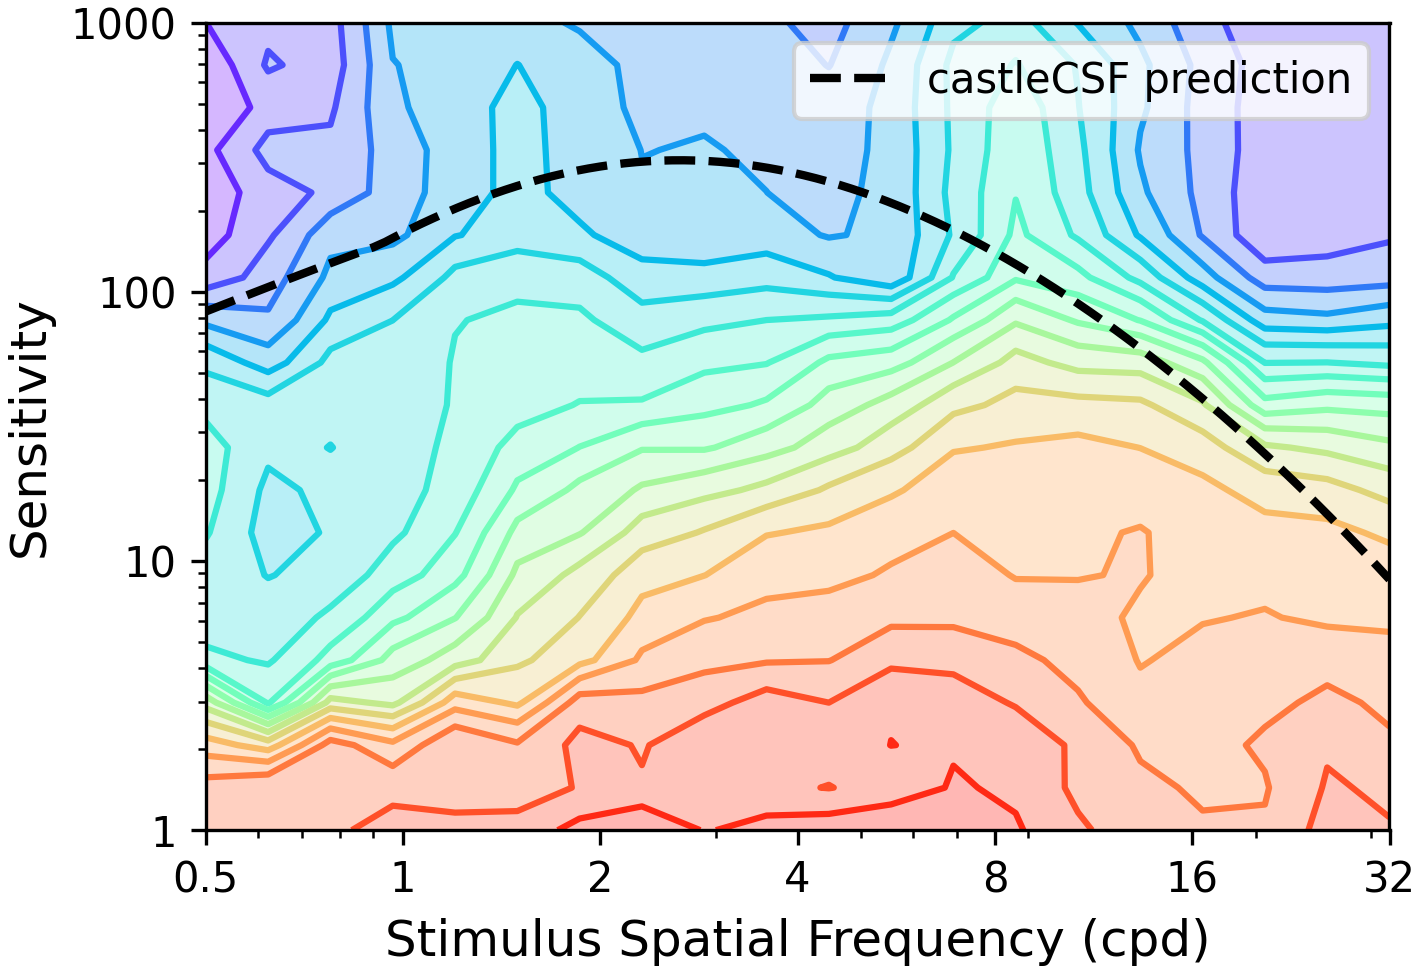 1000
castleCSF prediction
100
Sensitivity
10
1
0.5 1 2 4 8 16 32
Stimulus Spatial Frequency (cpd)